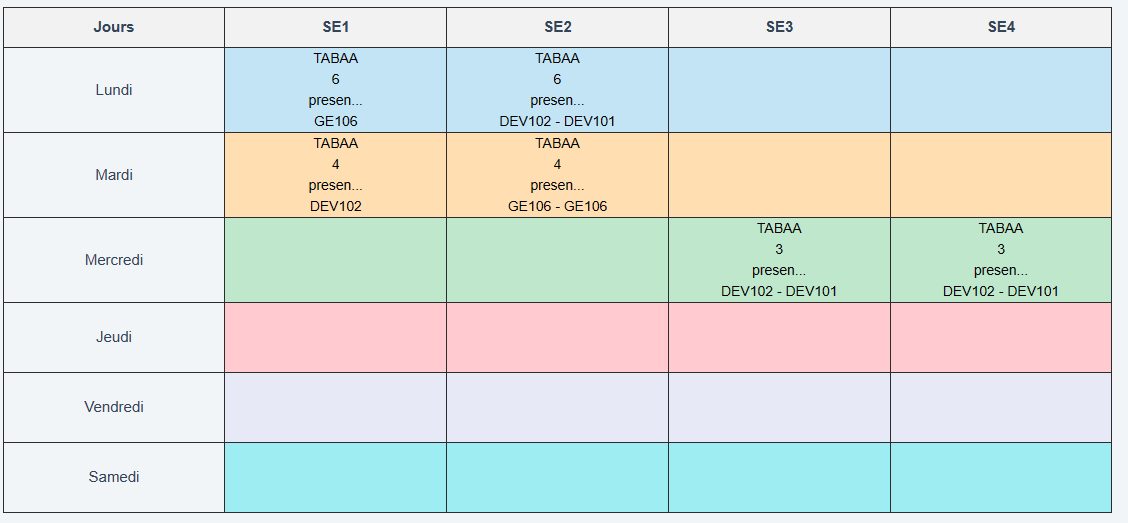 Jours SE1 SE2 SE3 SE4
Lundi
TABAA
6
presen...
GE106
TABAA
6
presen...
DEV102 - DEV101
Mardi
TABAA
4
presen...
DEV102
TABAA
4
presen...
GE106 - GE106
Mercredi
TABAA
3
presen...
DEV102 - DEV101
TABAA
3
presen...
DEV102 - DEV101
Jeudi
Vendredi
Samedi